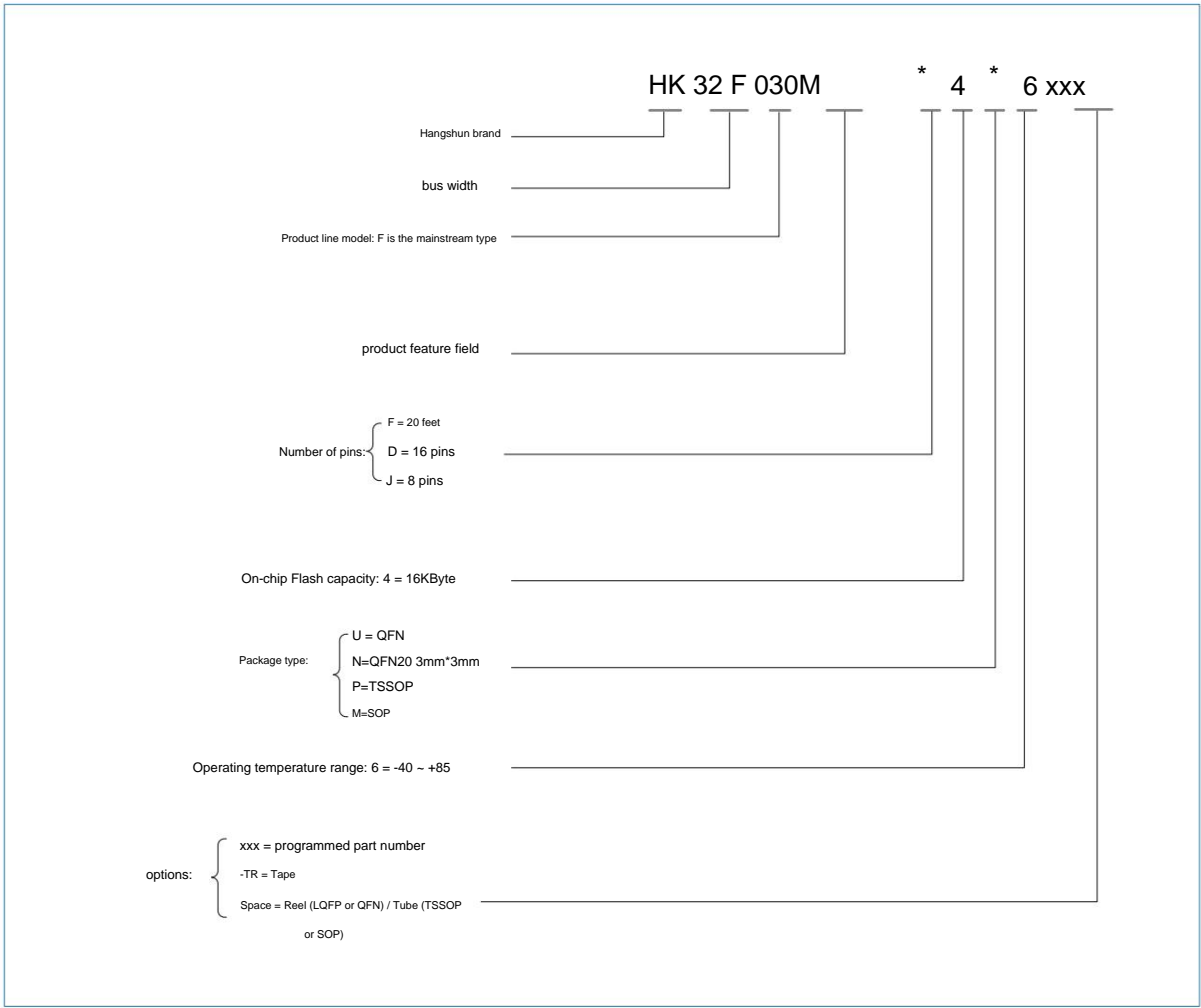 HK 32 F 030M * 4 * 6 xxx
Hangshun brand
bus width
Product line model: F is the mainstream type
product feature field
F = 20 feet
Number of pins:
D = 16 pins
J = 8 pins
On-chip Flash capacity: 4 = 16KByte
U = QFN
Package type:
N=QFN20 3mm*3mm
P=TSSOP
M=SOP
Operating temperature range: 6 = -40 ~ +85
xxx = programmed part number
options:
-TR = Tape
Space = Reel (LQFP or QFN) / Tube (TSSOP
or SOP)